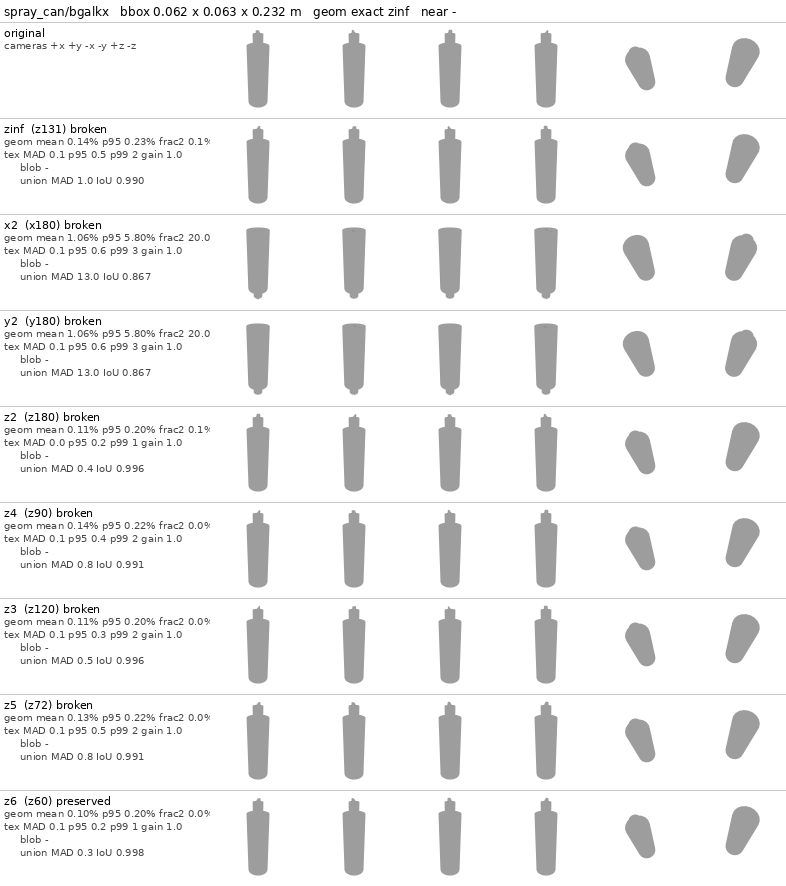 spray_can/bgalkx   bbox 0.062 x 0.063 x 0.232 m   geom exact zinf   near -
original
cameras +x +y -x -y +z -z
zinf  (z131) broken
geom mean 0.14% p95 0.23% frac2 0.1%
tex MAD 0.1 p95 0.5 p99 2 gain 1.0
blob -
union MAD 1.0 IoU 0.990
x2  (x180) broken
geom mean 1.06% p95 5.80% frac2 20.0
tex MAD 0.1 p95 0.6 p99 3 gain 1.0
blob -
union MAD 13.0 IoU 0.867
y2  (y180) broken
geom mean 1.06% p95 5.80% frac2 20.0
tex MAD 0.1 p95 0.6 p99 3 gain 1.0
blob -
union MAD 13.0 IoU 0.867
z2  (z180) broken
geom mean 0.11% p95 0.20% frac2 0.1%
tex MAD 0.0 p95 0.2 p99 1 gain 1.0
blob -
union MAD 0.4 IoU 0.996
z4  (z90) broken
geom mean 0.14% p95 0.22% frac2 0.0%
tex MAD 0.1 p95 0.4 p99 2 gain 1.0
blob -
union MAD 0.8 IoU 0.991
z3  (z120) broken
geom mean 0.11% p95 0.20% frac2 0.0%
tex MAD 0.1 p95 0.3 p99 2 gain 1.0
blob -
union MAD 0.5 IoU 0.996
z5  (z72) broken
geom mean 0.13% p95 0.22% frac2 0.0%
tex MAD 0.1 p95 0.5 p99 2 gain 1.0
blob -
union MAD 0.8 IoU 0.991
z6  (z60) preserved
geom mean 0.10% p95 0.20% frac2 0.0%
tex MAD 0.1 p95 0.2 p99 1 gain 1.0
blob -
union MAD 0.3 IoU 0.998